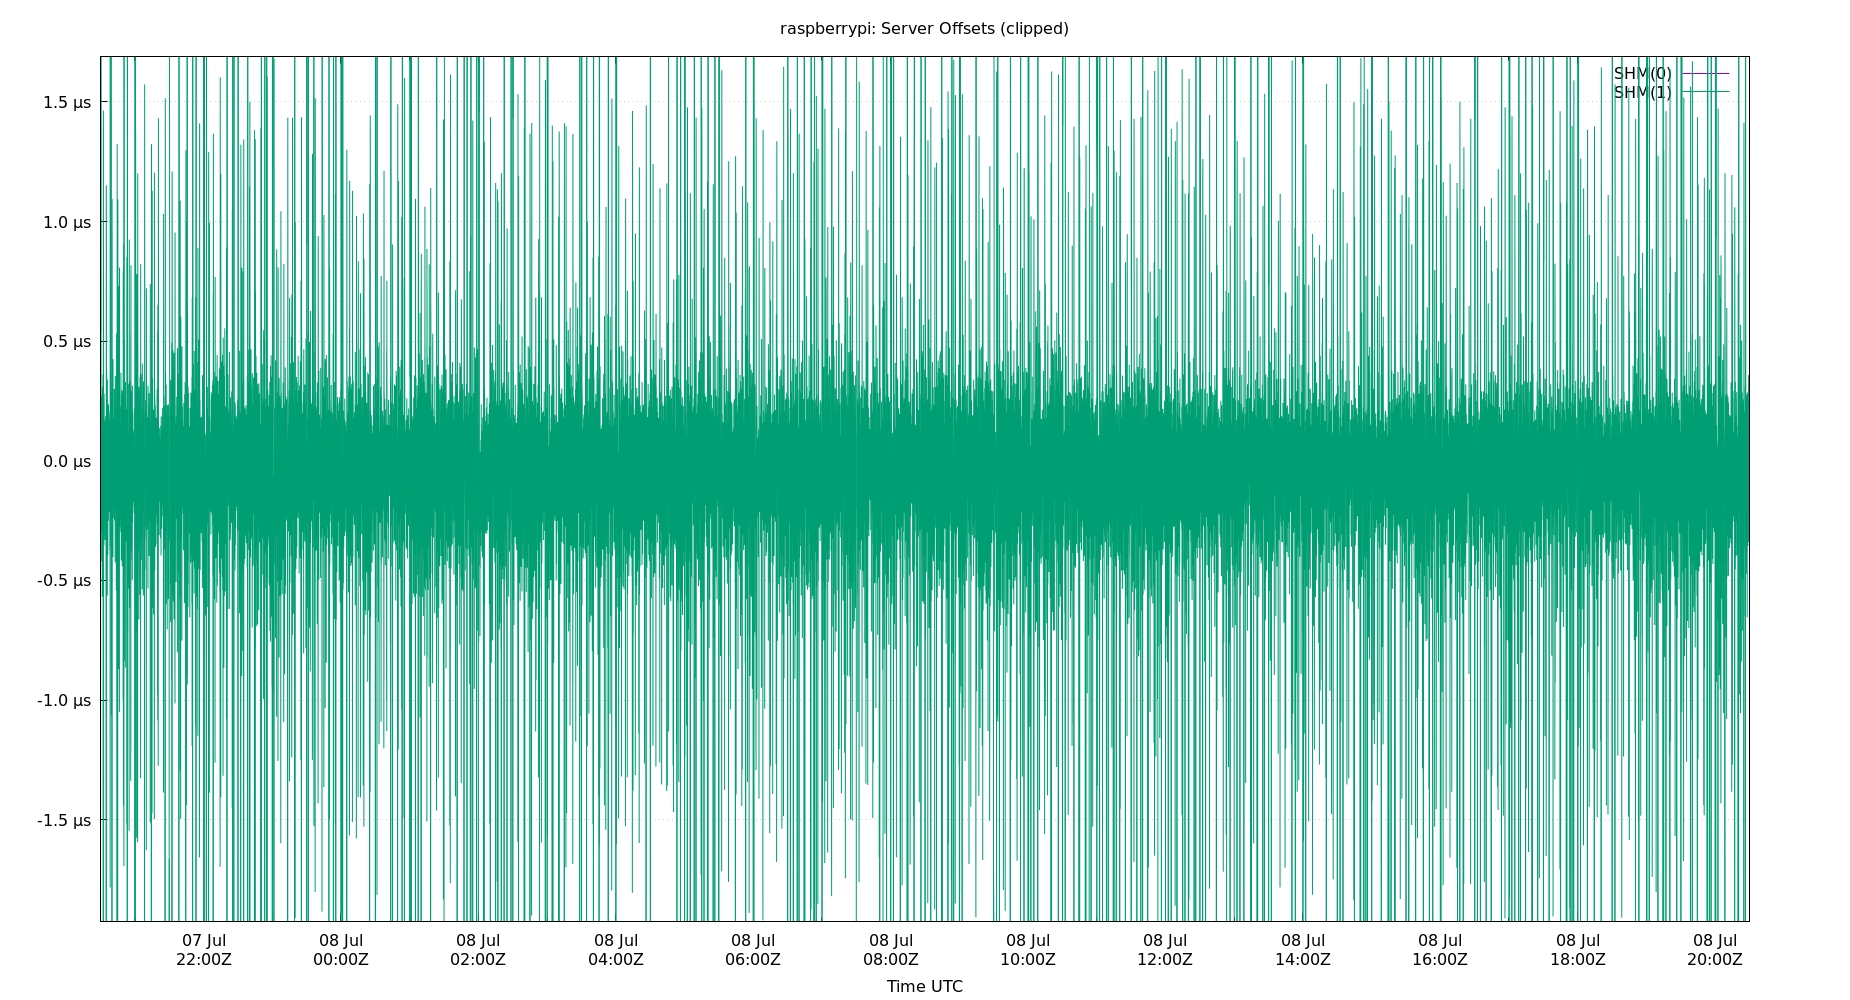 raspberrypi: Server Offsets (clipped)
SHM(0)
SHM(1)
1.5 µs
1.0 µs
0.5 µs
0.0 µs
-0.5 µs
-1.0 µs
-1.5 µs
07 Jul 08 Jul 08 Jul 08 Jul 08 Jul 08 Jul 08 Jul 08 Jul 08 Jul 08 Jul 08 Jul 08 Jul
22:00Z 00:00Z 02:00Z 04:00Z 06:00Z 08:00Z 10:00Z 12:00Z 14:00Z 16:00Z 18:00Z 20:00Z
Time UTC